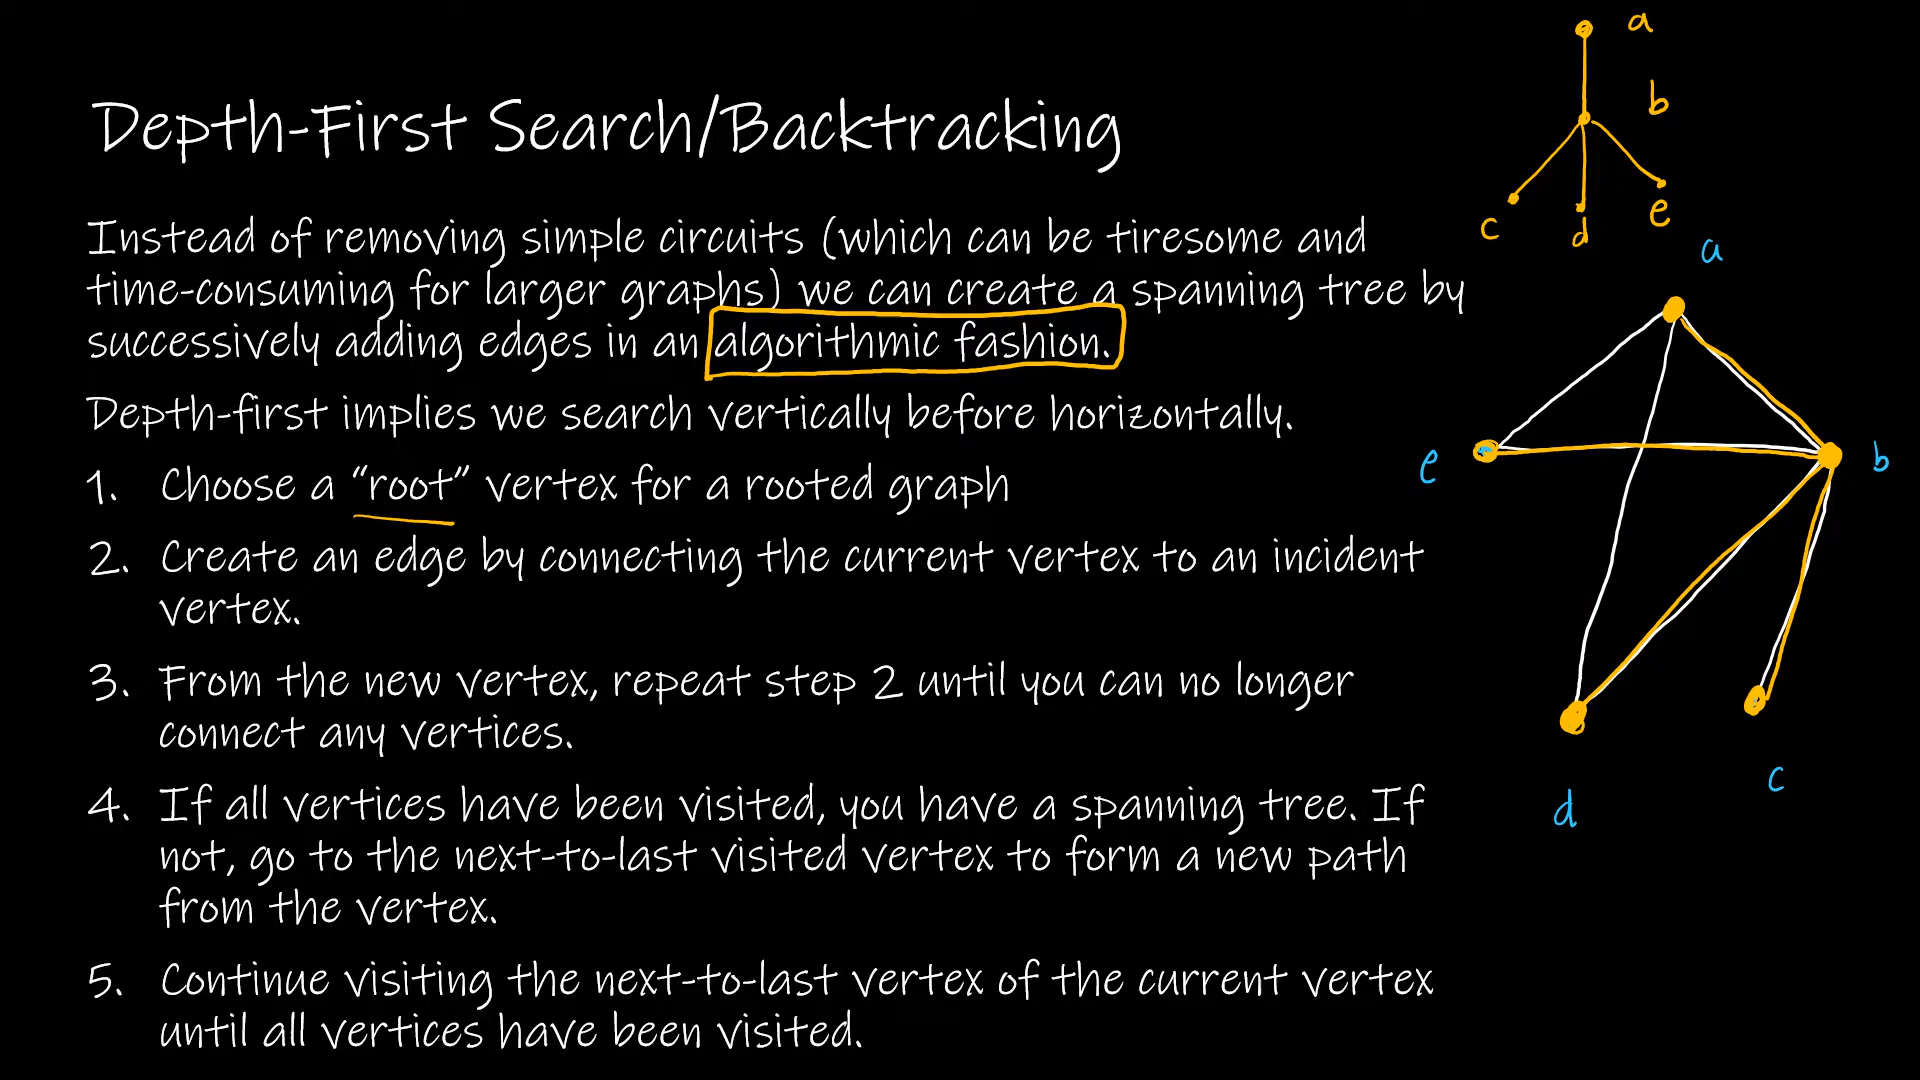 Depth-First Search/Backtracking
Instead of removing simple circuits (which can be tiresome and
time-consuming for larger graphs) we can create a spanning tree by
successively adding edges in an algorithmic fashion.
Depth-first implies we search vertically before horizontally.
1. Choose a “root” vertex for a rooted graph
2. Create an edge by connecting the current vertex to an incident
vertex.
3. From the new vertex, repeat step 2 until you can no longer
connect any vertices.
4. If all vertices have been visited, you have a spanning tree. If
not, go to the next-to-last visited vertex to form a new path
from the vertex.
5. Continue visiting the next-to-last vertex of the current vertex
until all vertices have been visited.
a
b
c d e
a
e b
d c